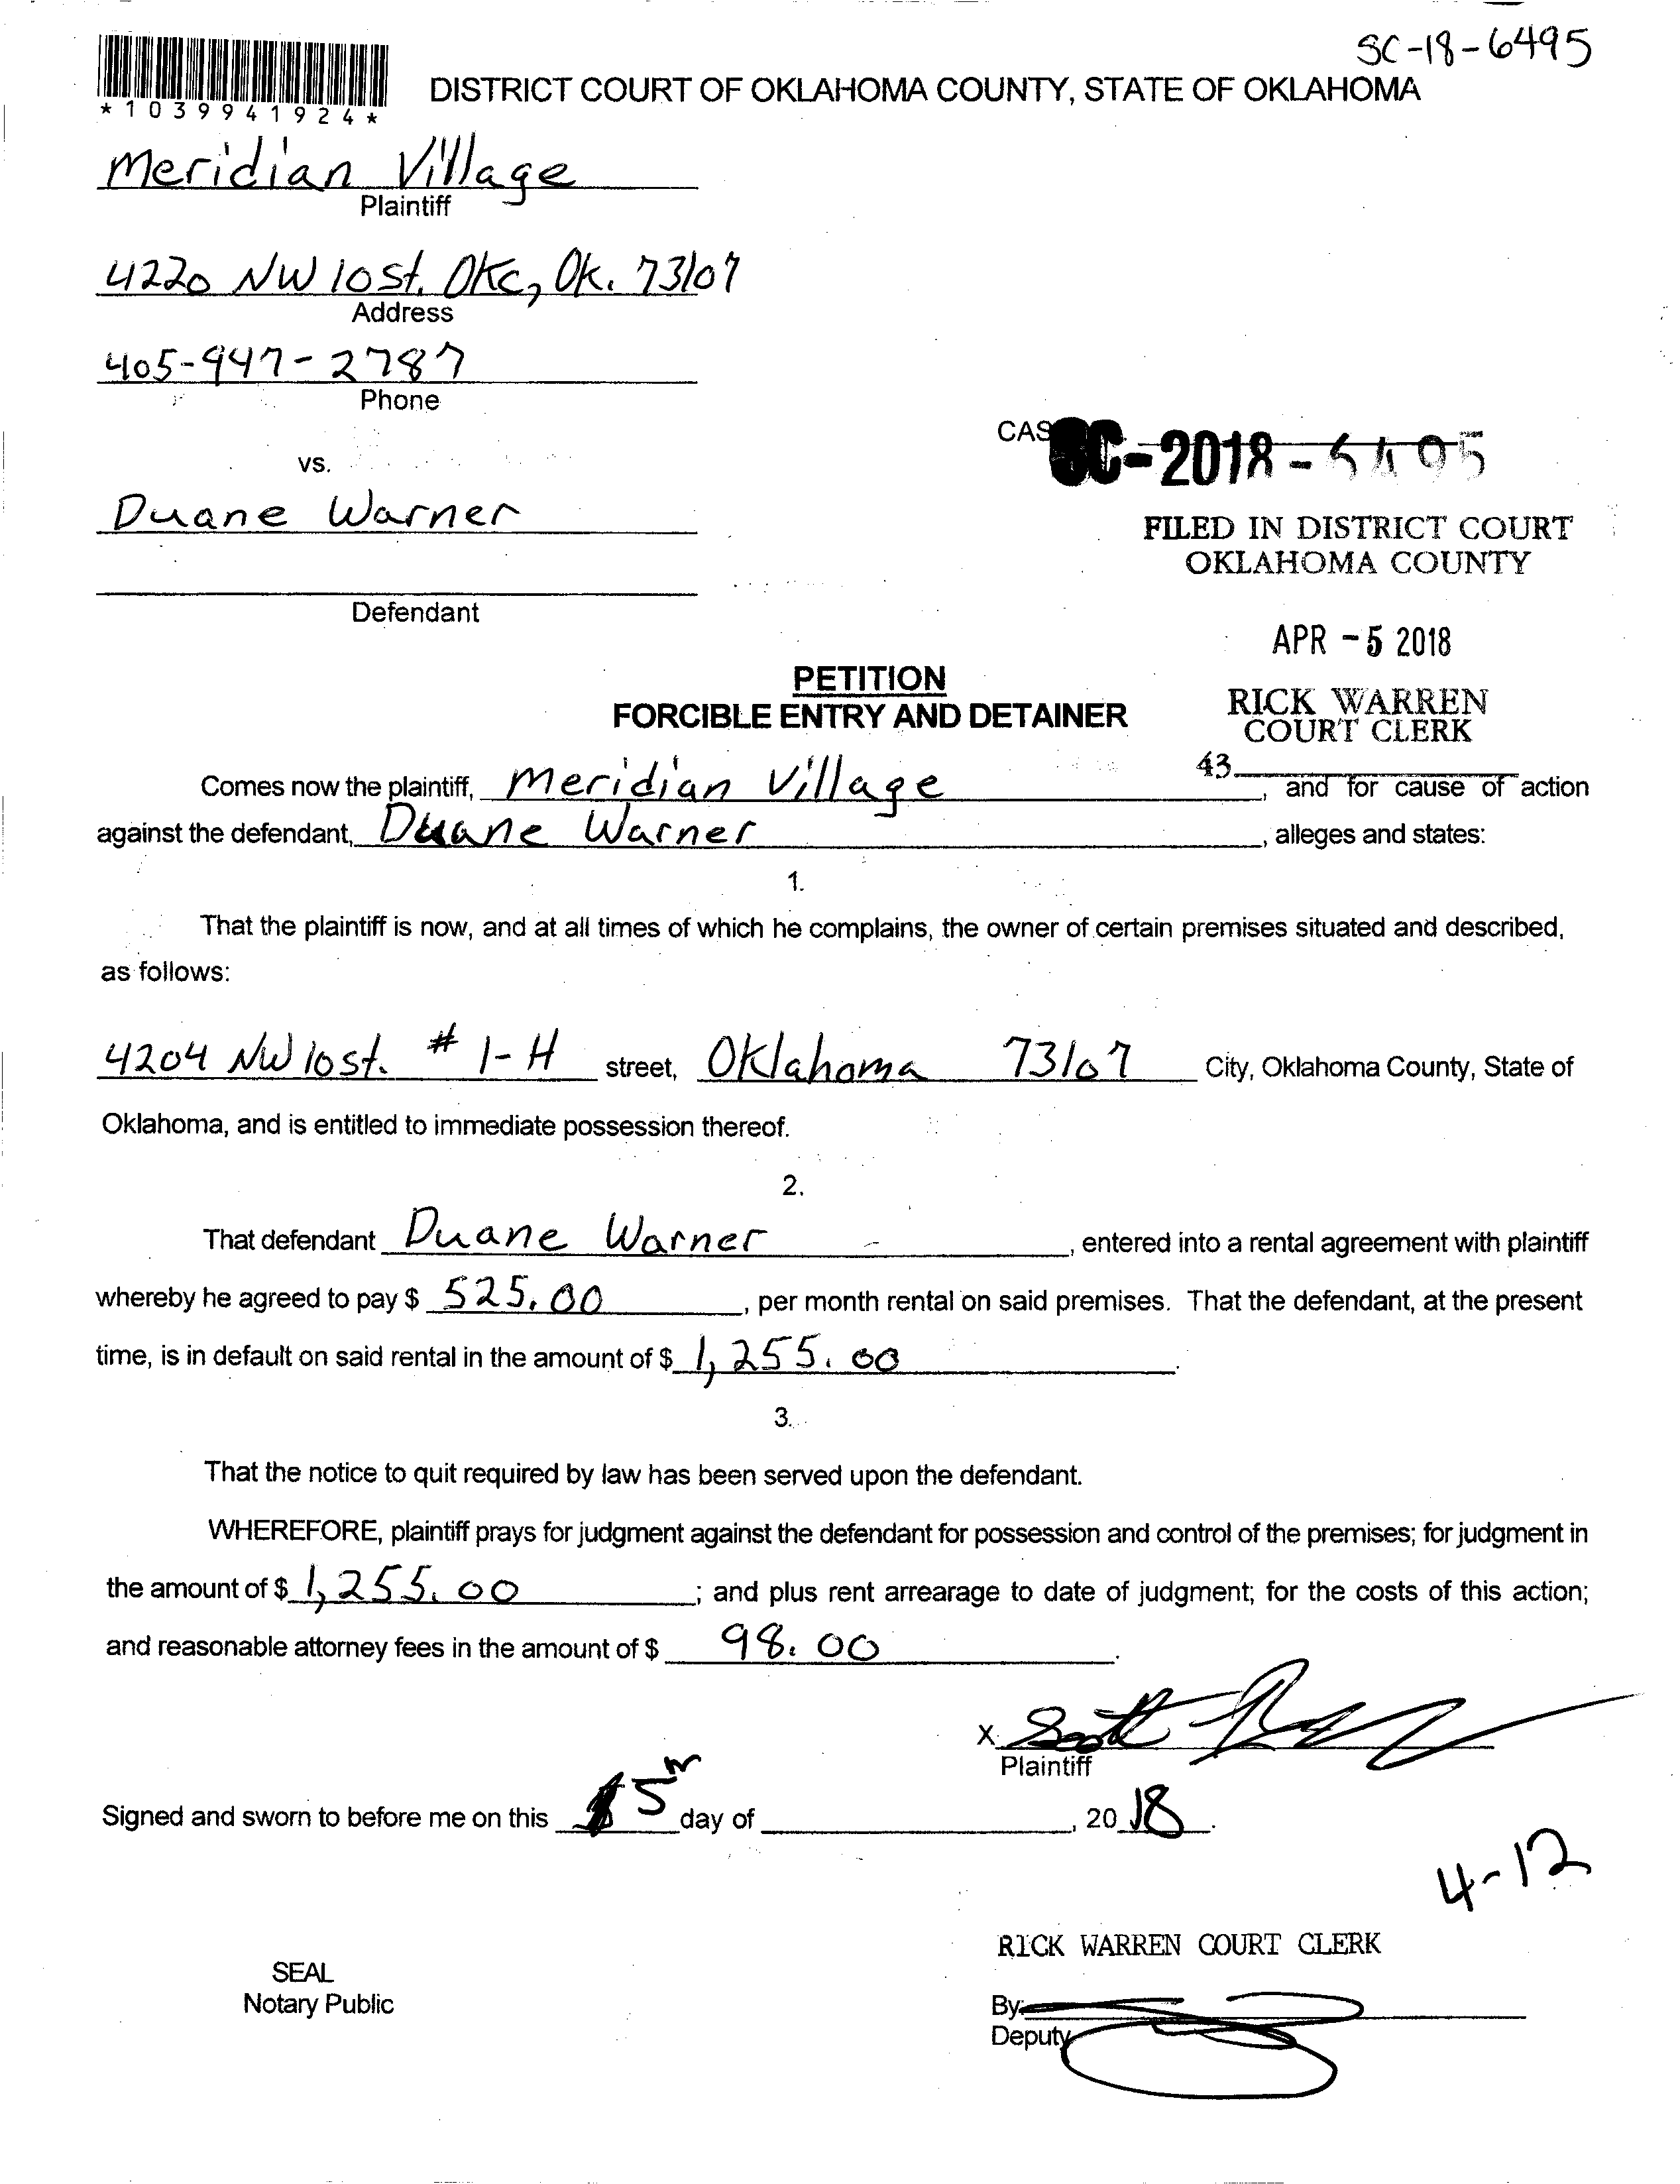 SC-18-6495
*1039941924*
DISTRICT COURT OF OKLAHOMA COUNTY, STATE OF OKLAHOMA
Meridian Village
Plaintiff
4220 NW 10 St. OKC, Ok. 73107
Address
405-947-2787
Phone
vs.
CAS SC-2018-6495
Duane Warner
FILED IN DISTRICT COURT
OKLAHOMA COUNTY
Defendant
APR -5 2018
PETITION
FORCIBLE ENTRY AND DETAINER
RICK WARREN
COURT CLERK
43
Comes now the plaintiff, Meridian Village, and for cause of action
against the defendant, Duane Warner, alleges and states:
1.
That the plaintiff is now, and at all times of which he complains, the owner of certain premises situated and described,
as follows:
4204 NW 10 St. # 1-H street, Oklahoma 73107 City, Oklahoma County, State of
Oklahoma, and is entitled to immediate possession thereof.
2.
That defendant Duane Warner, entered into a rental agreement with plaintiff
whereby he agreed to pay $ 525.00, per month rental on said premises. That the defendant, at the present
time, is in default on said rental in the amount of $ 1,255.00.
3.
That the notice to quit required by law has been served upon the defendant.
WHEREFORE, plaintiff prays for judgment against the defendant for possession and control of the premises; for judgment in
the amount of $ 1,255.00; and plus rent arrearage to date of judgment; for the costs of this action;
and reasonable attorney fees in the amount of $ 98.00.
X Scott
Plaintiff
Signed and sworn to before me on this 5th day of, 2018.
4-12
RICK WARREN COURT CLERK
SEAL
Notary Public
By:
Deputy